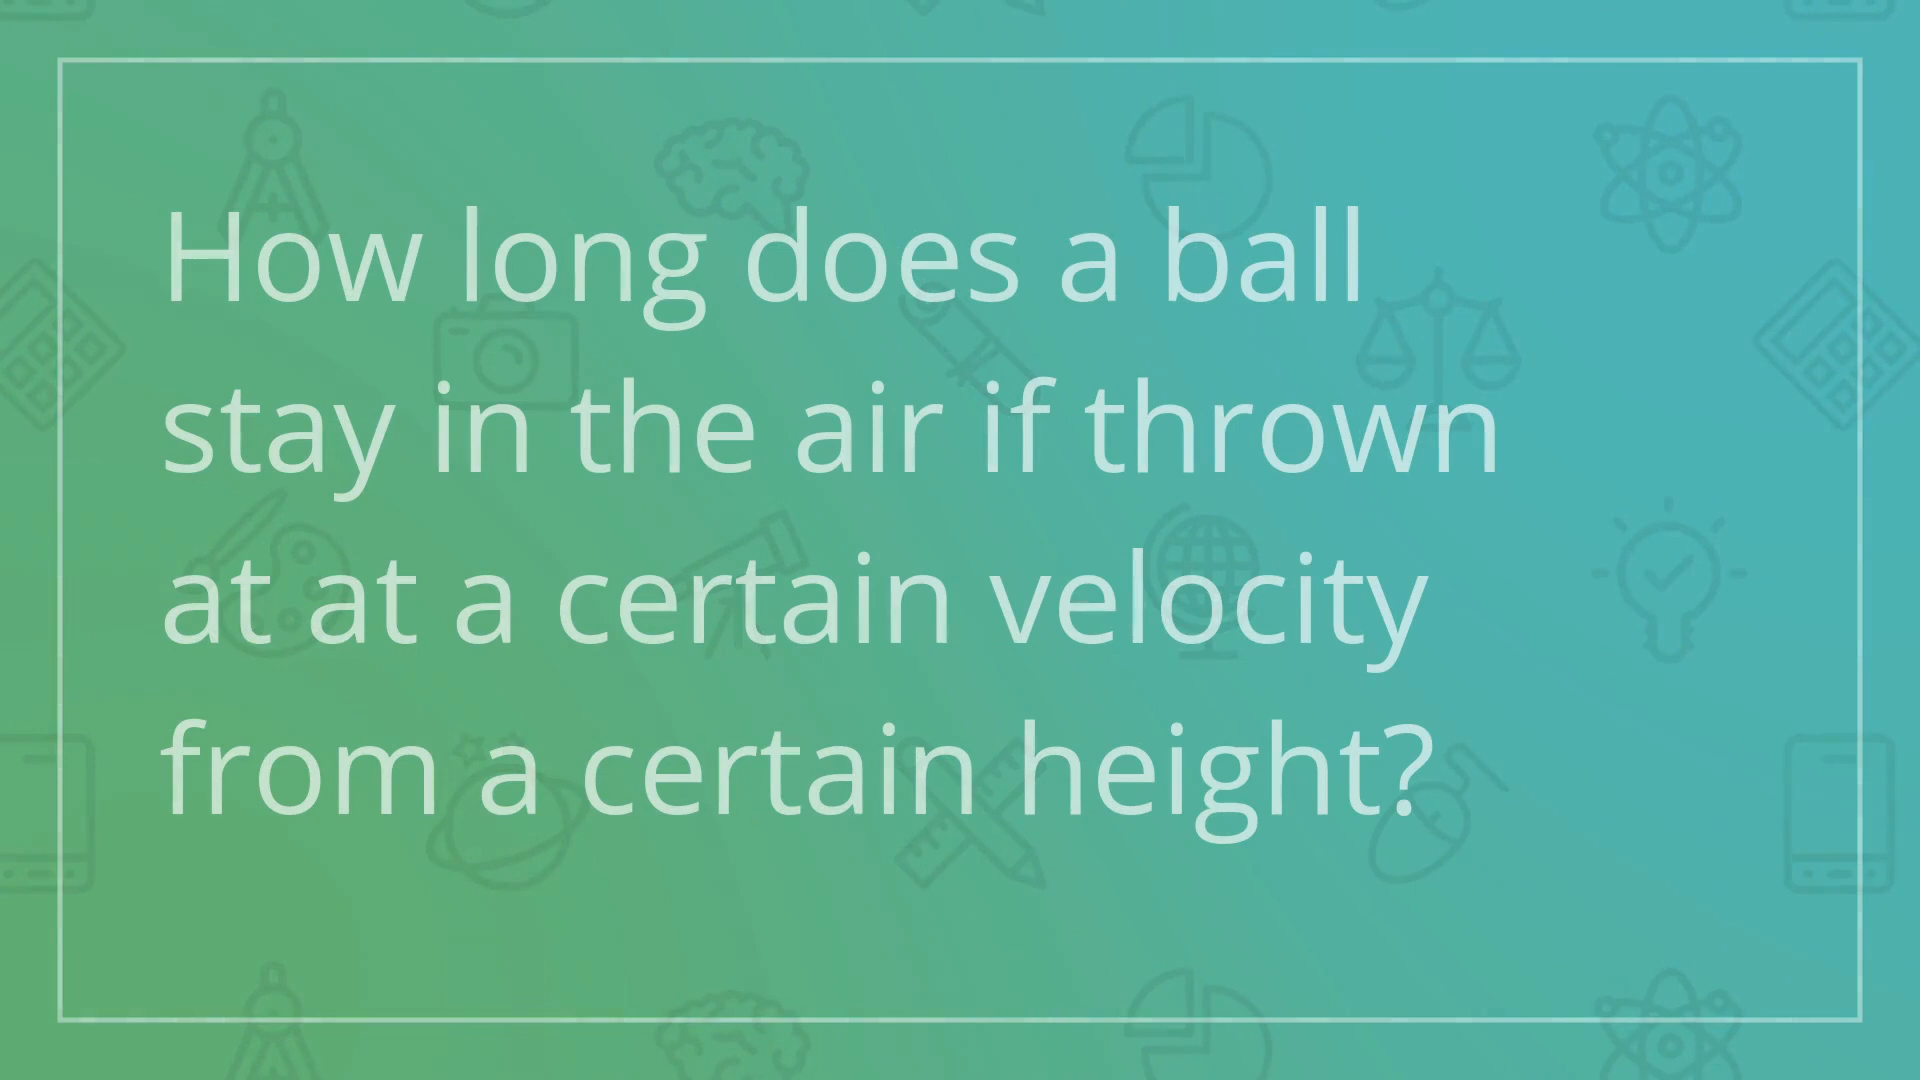 How long does a ball
stay in the air if thrown
at at a certain velocity
from a certain height?